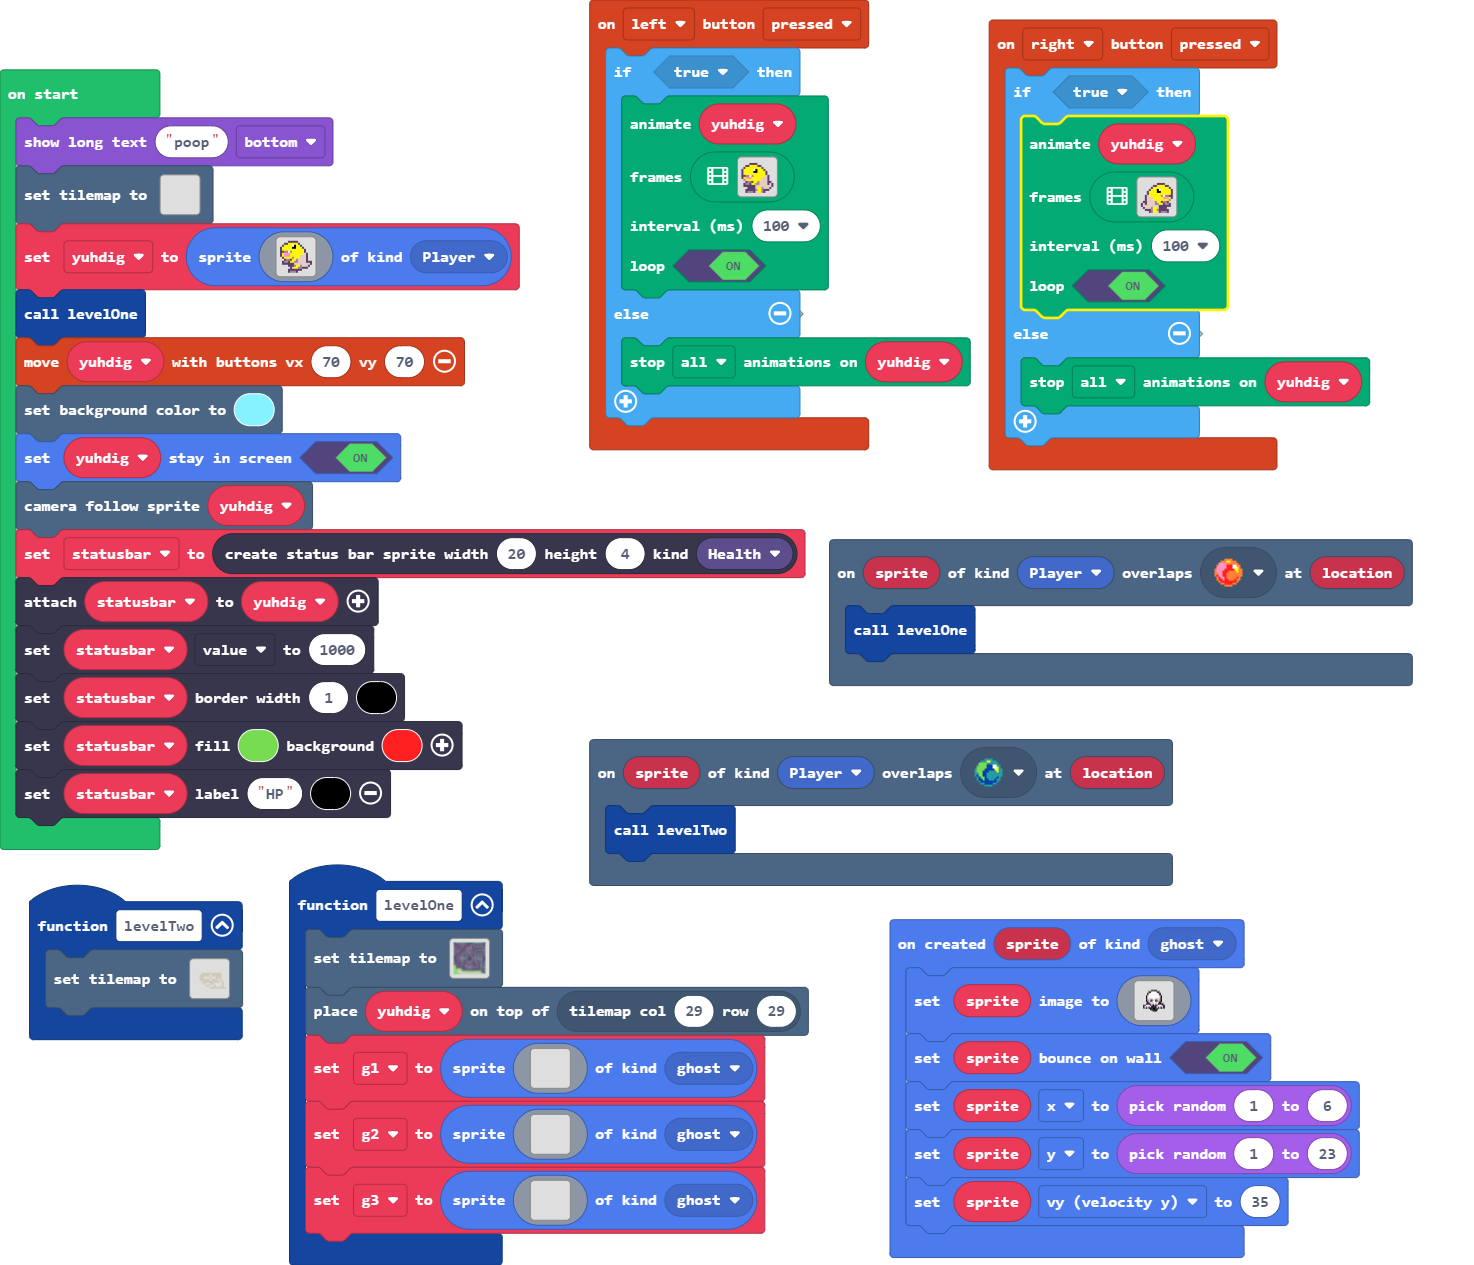 on start
show long text "poop" bottom
set tilemap to
set yuhdig to sprite of kind Player
call levelOne
move yuhdig with buttons vx 70 vy 70
set background color to
set yuhdig stay in screen ON
camera follow sprite yuhdig
set statusbar to create status bar sprite width 20 height 4 kind Health
attach statusbar to yuhdig
set statusbar value to 1000
set statusbar border width 1
set statusbar fill background
set statusbar label "HP"
on left button pressed
if true then
animate yuhdig
frames
interval (ms) 100
loop ON
else
stop all animations on yuhdig
on right button pressed
if true then
animate yuhdig
frames
interval (ms) 100
loop ON
else
stop all animations on yuhdig
on sprite of kind Player overlaps at location
call levelOne
on sprite of kind Player overlaps at location
call levelTwo
function levelTwo
set tilemap to
function levelOne
set tilemap to
place yuhdig on top of tilemap col 29 row 29
set g1 to sprite of kind ghost
set g2 to sprite of kind ghost
set g3 to sprite of kind ghost
on created sprite of kind ghost
set sprite image to
set sprite bounce on wall ON
set sprite x to pick random 1 to 6
set sprite y to pick random 1 to 23
set sprite vy (velocity y) to 35